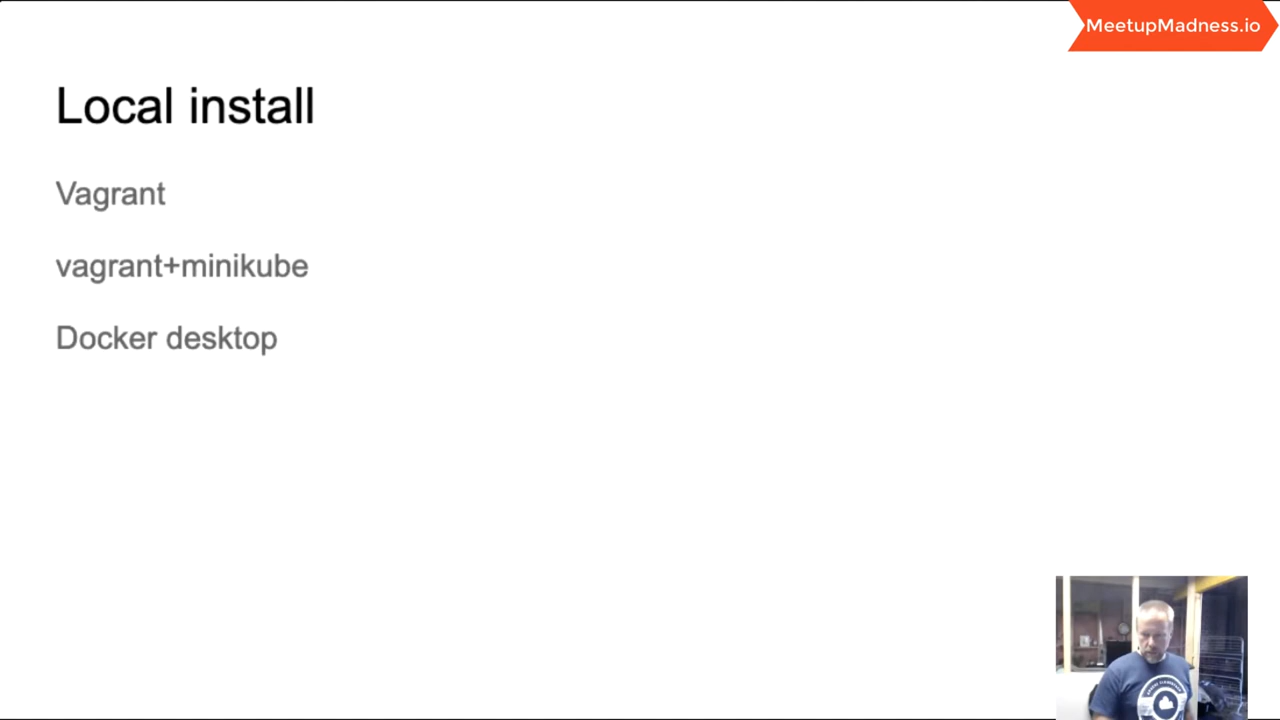 MeetupMadness.io
Local install
Vagrant
vagrant+minikube
Docker desktop